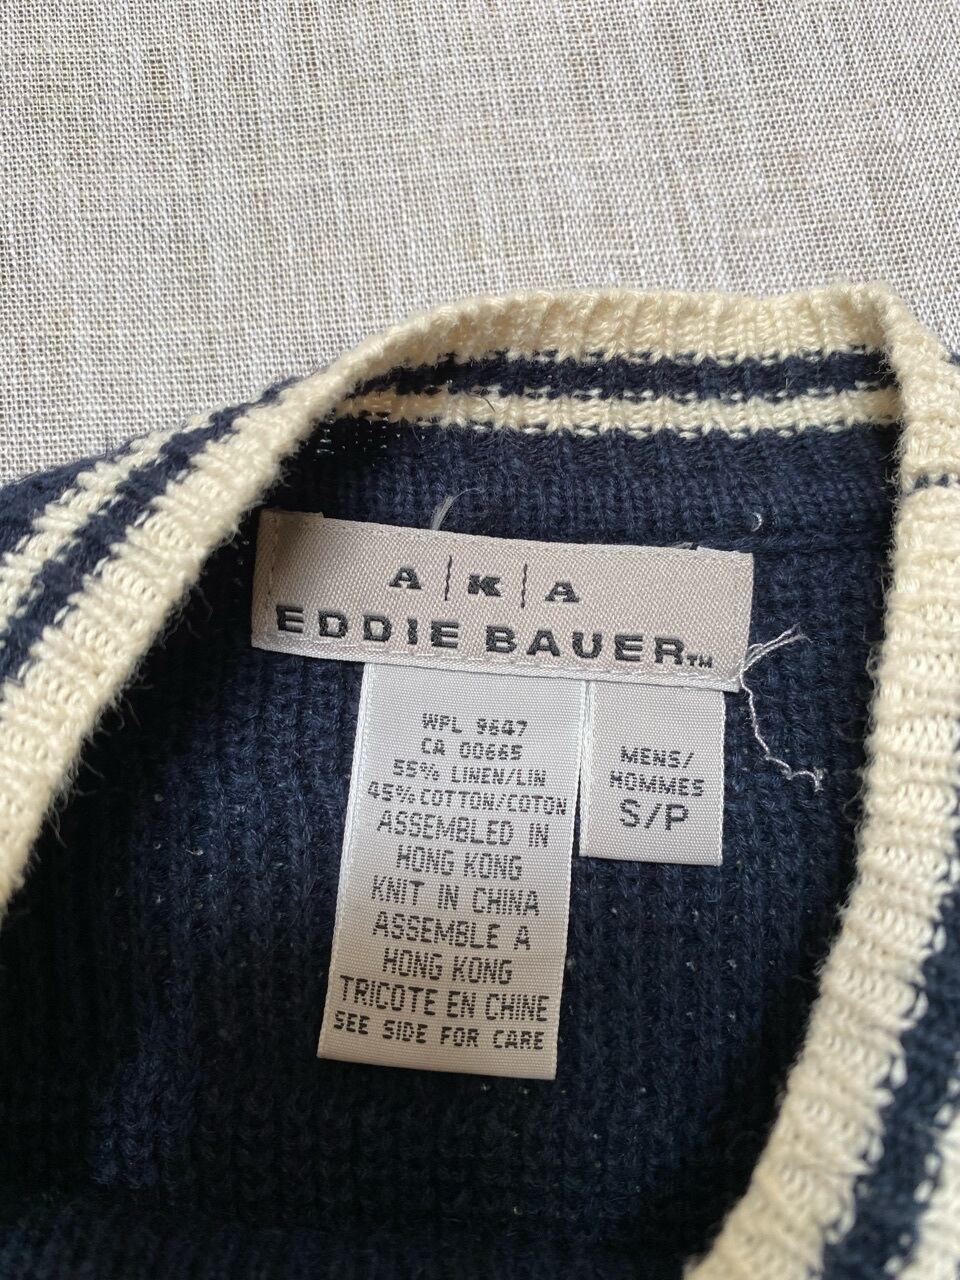 A|K|A
EDDIE BAUER™
WPL 9647
CA 00665
55% LINEN/LIN
45% COTTON/COTON
ASSEMBLED IN
HONG KONG
KNIT IN CHINA
ASSEMBLE A
HONG KONG
TRICOTE EN CHINE
SEE SIDE FOR CARE
MENS/
HOMMES
S/P